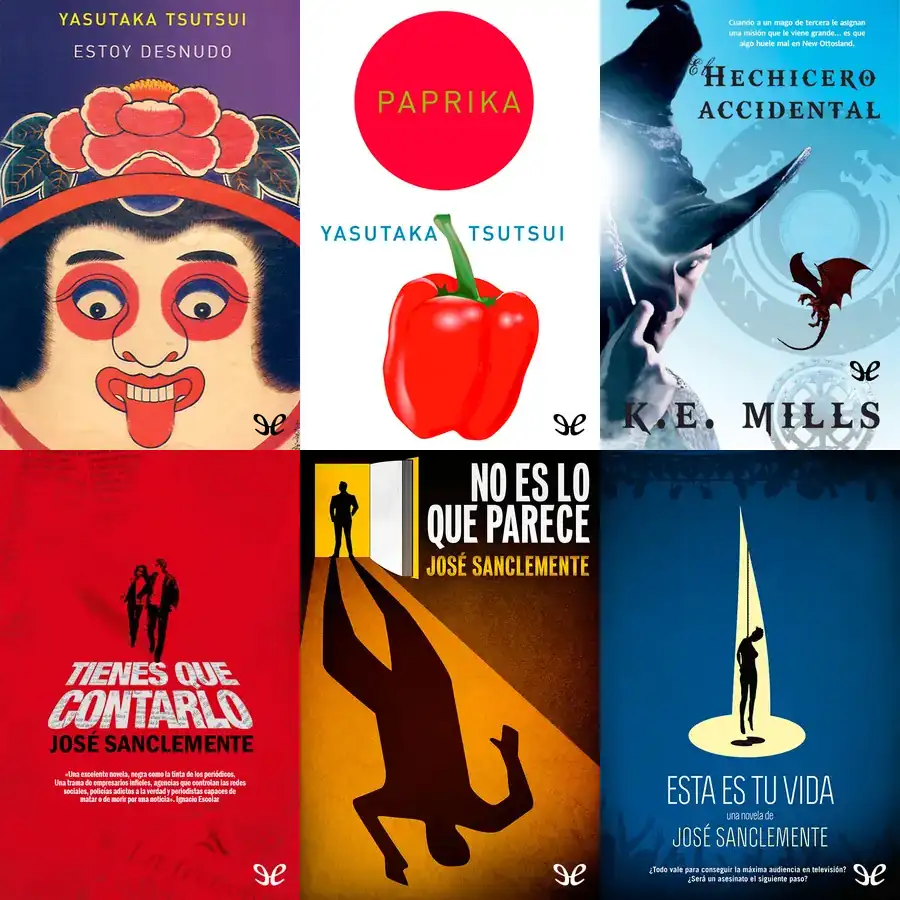 YASUTAKA TSUTSUI
ESTOY DESNUDO
PAPRIKA
YASUTAKA TSUTSUI
Cuando a un mago de tercera le asignan
una misión que le viene grande... es que
algo huele mal en New Ottosland.
El HECHICERO
ACCIDENTAL
K.E. MILLS
TIENES QUE
CONTARLO
JOSÉ SANCLEMENTE
«Una excelente novela, negra como la tinta de los periódicos.
Una trama de empresarios infieles, agencias que controlan las redes
sociales, policías adictos a la verdad y periodistas capaces de
matar o de morir por una noticia». Ignacio Escolar
NO ES LO
QUE PARECE
JOSÉ SANCLEMENTE
ESTA ES TU VIDA
una novela de
JOSÉ SANCLEMENTE
¿Todo vale para conseguir la máxima audiencia en televisión?
¿Será un asesinato el siguiente paso?